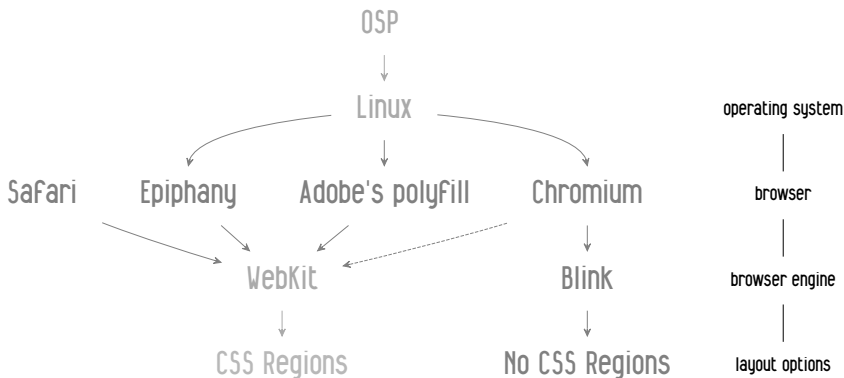 OSP
Linux
operating system
Safari
Epiphany
Adobe's polyfill
Chromium
browser
WebKit
Blink
browser engine
CSS Regions
No CSS Regions
layout options